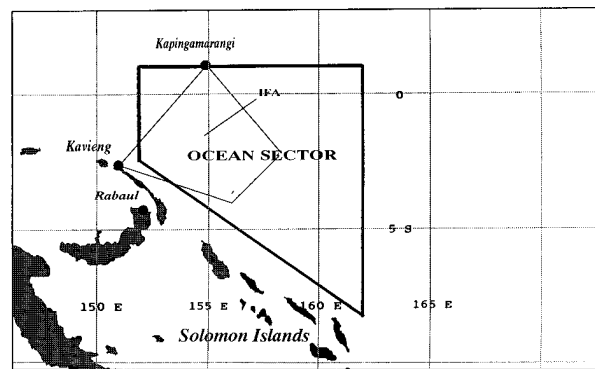 Kapingamarangi
IFA
0
Kavieng
OCEAN SECTOR
Rabaul
5 S
150 E
155 E
160 E
165 E
Solomon Islands